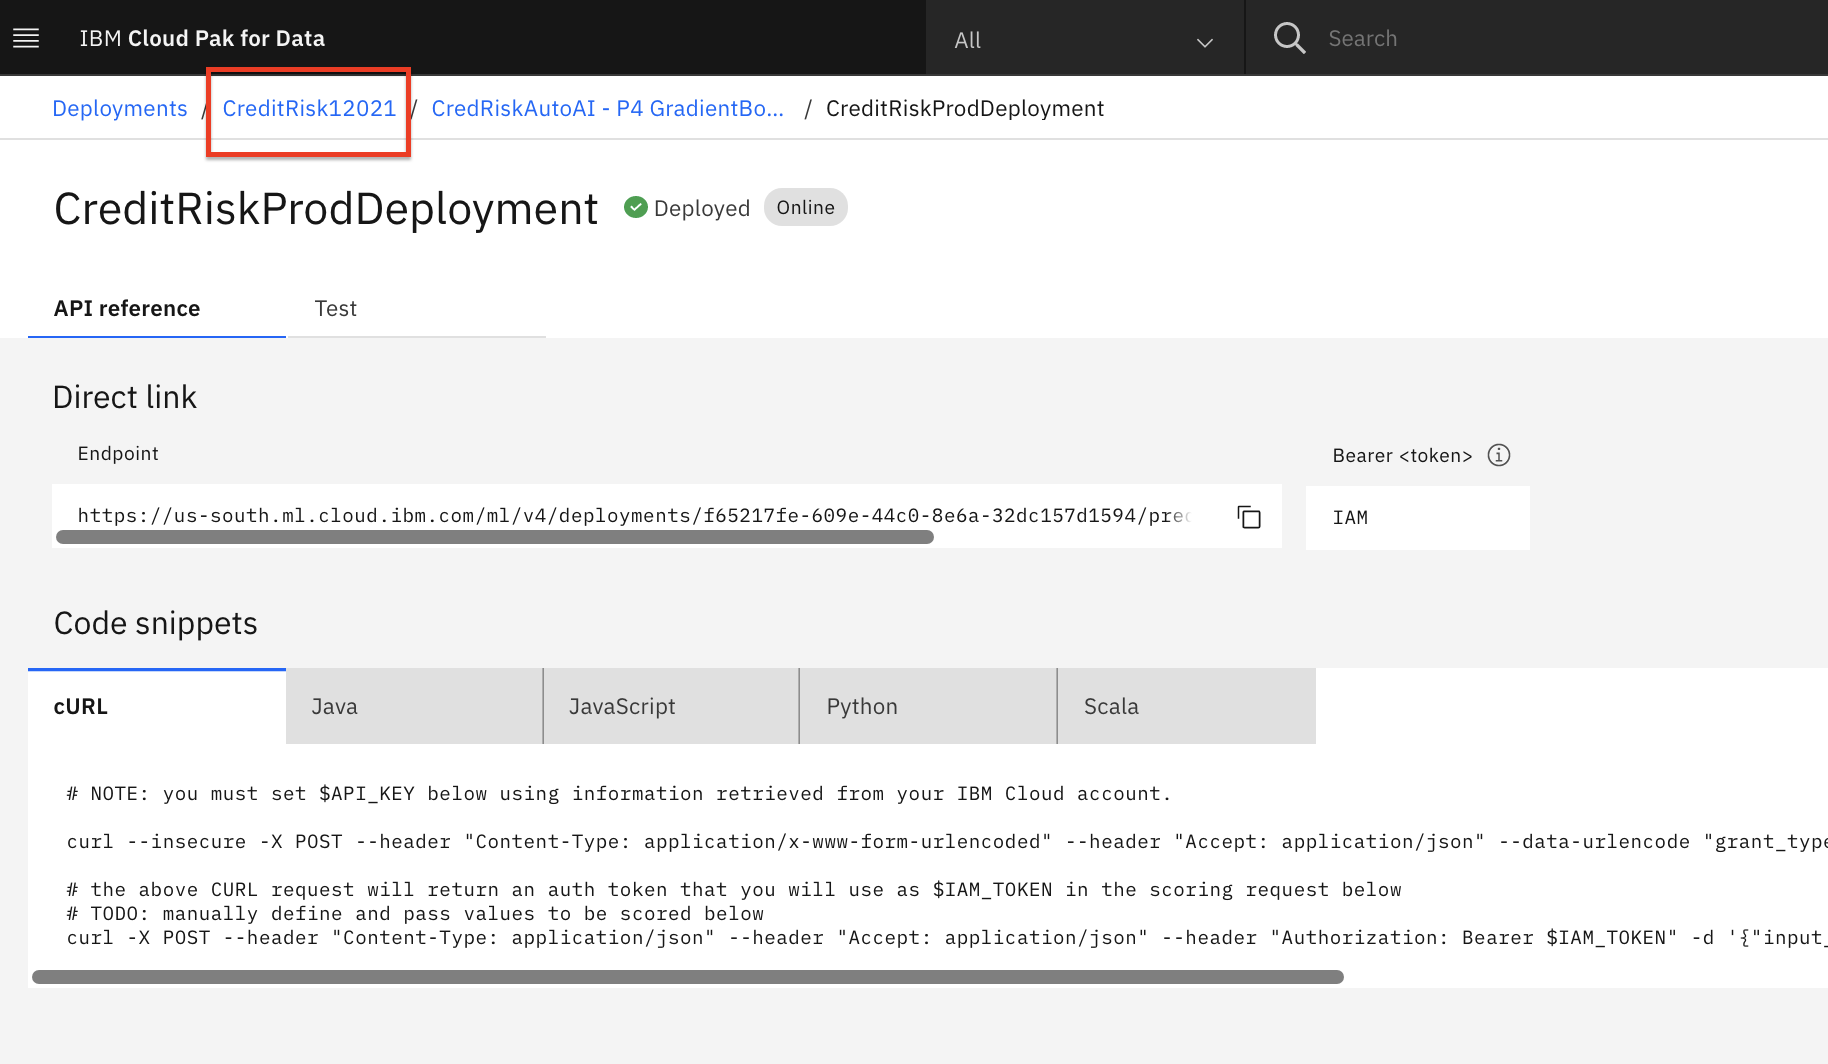 IBM Cloud Pak for Data
All
Search
Deployments / CreditRisk12021 / CredRiskAutoAI - P4 GradientBo... / CreditRiskProdDeployment
CreditRiskProdDeployment Deployed Online
API reference Test
Direct link
Endpoint
Bearer <token>
https://us-south.ml.cloud.ibm.com/ml/v4/deployments/f65217fe-609e-44c0-8e6a-32dc157d1594/prec
IAM
Code snippets
cURL Java JavaScript Python Scala
# NOTE: you must set $API_KEY below using information retrieved from your IBM Cloud account.
curl --insecure -X POST --header "Content-Type: application/x-www-form-urlencoded" --header "Accept: application/json" --data-urlencode "grant_type
# the above CURL request will return an auth token that you will use as $IAM_TOKEN in the scoring request below
# TODO: manually define and pass values to be scored below
curl -X POST --header "Content-Type: application/json" --header "Accept: application/json" --header "Authorization: Bearer $IAM_TOKEN" -d '{"input_